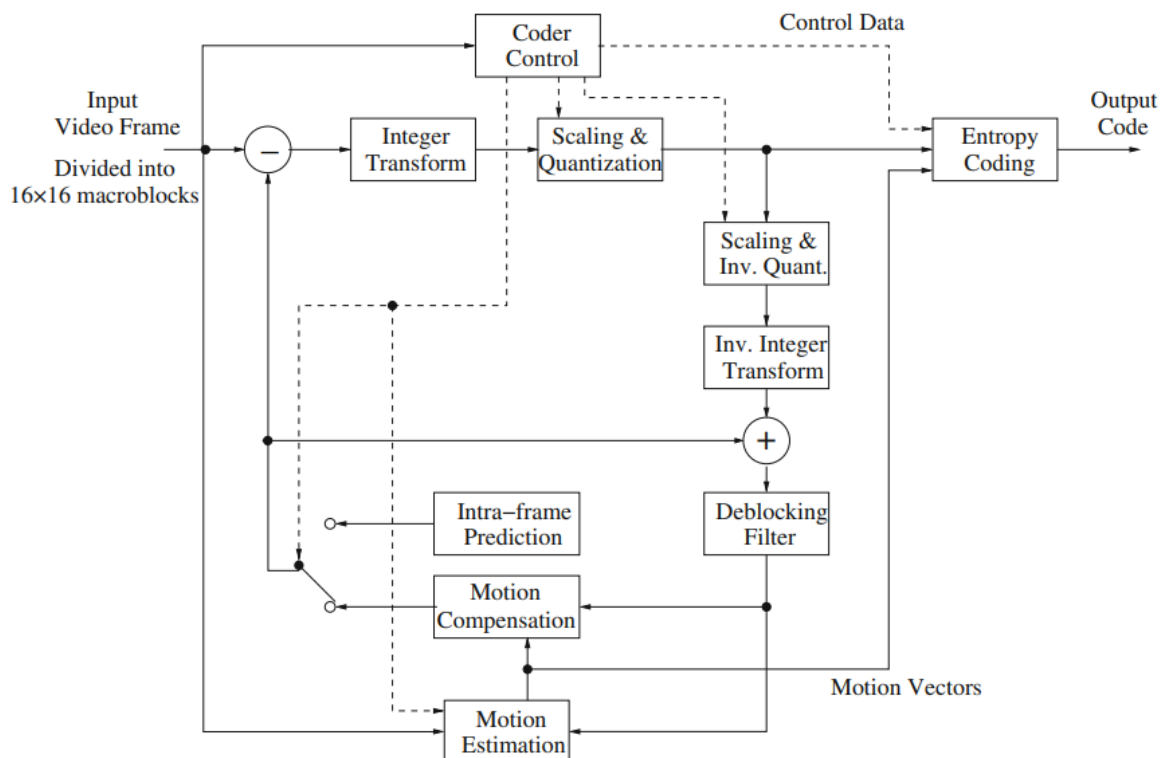 Coder
Control
Control Data
Input
Video Frame
Divided into
16×16 macroblocks
−
Integer
Transform
Scaling &
Quantization
Entropy
Coding
Output
Code
Scaling &
Inv. Quant.
Inv. Integer
Transform
+
Intra−frame
Prediction
Deblocking
Filter
Motion
Compensation
Motion Vectors
Motion
Estimation